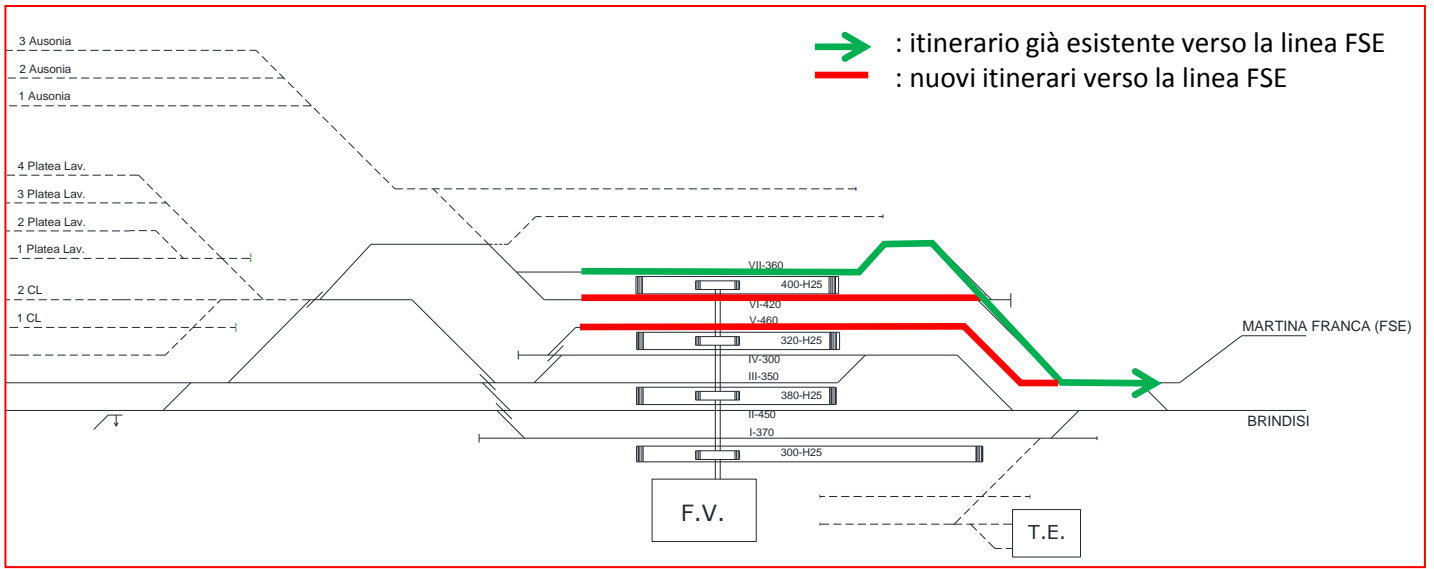 3 Ausonia
: itinerario già esistente verso la linea FSE
2 Ausonia
: nuovi itinerari verso la linea FSE
1 Ausonia
4 Platea Lav.
3 Platea Lav.
2 Platea Lav.
1 Platea Lav.
2 CL
1 CL
VII-360
400-H25
VI-420
V-460
320-H25
IV-300
III-350
380-H25
II-450
I-370
300-H25
MARTINA FRANCA (FSE)
BRINDISI
F.V.
T.E.